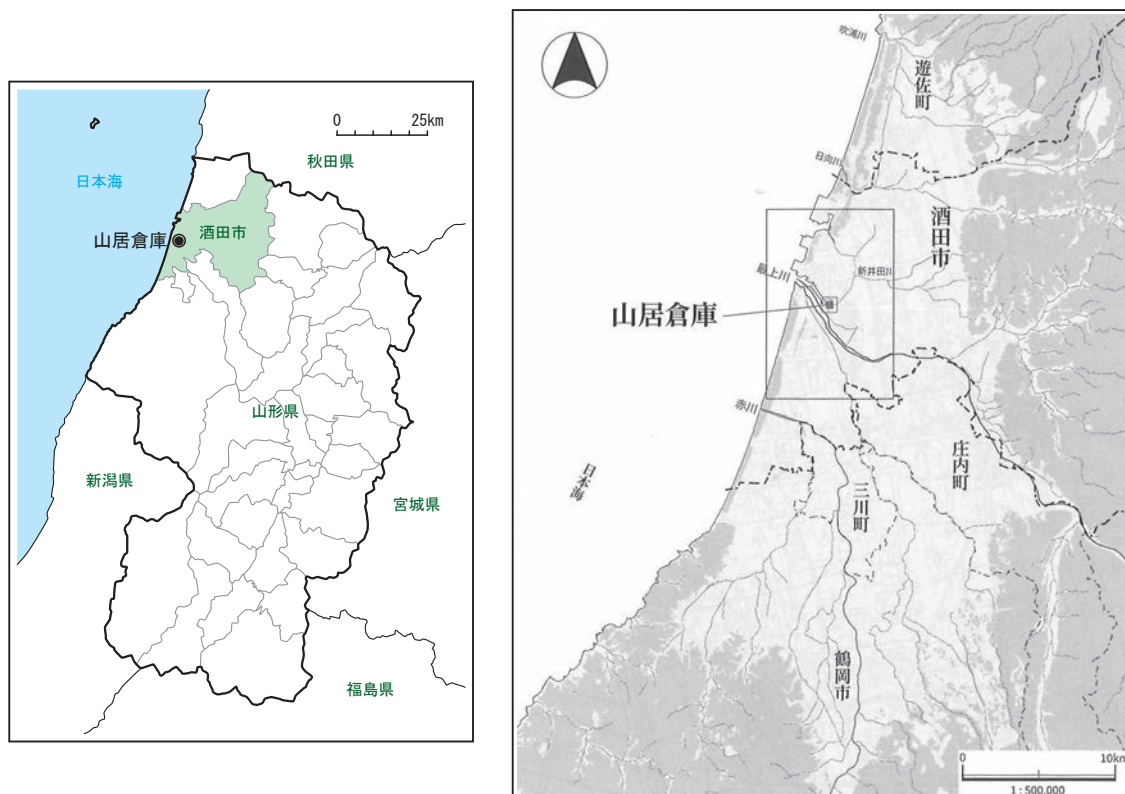 0 25km
秋田県
日本海
山居倉庫
酒田市
山形県
新潟県
宮城県
福島県
吹浦川
遊佐町
日向川
酒田市
最上川
新井田川
山居倉庫
赤川
庄内町
日本海
三川町
鶴岡市
0 10km
1:500,000